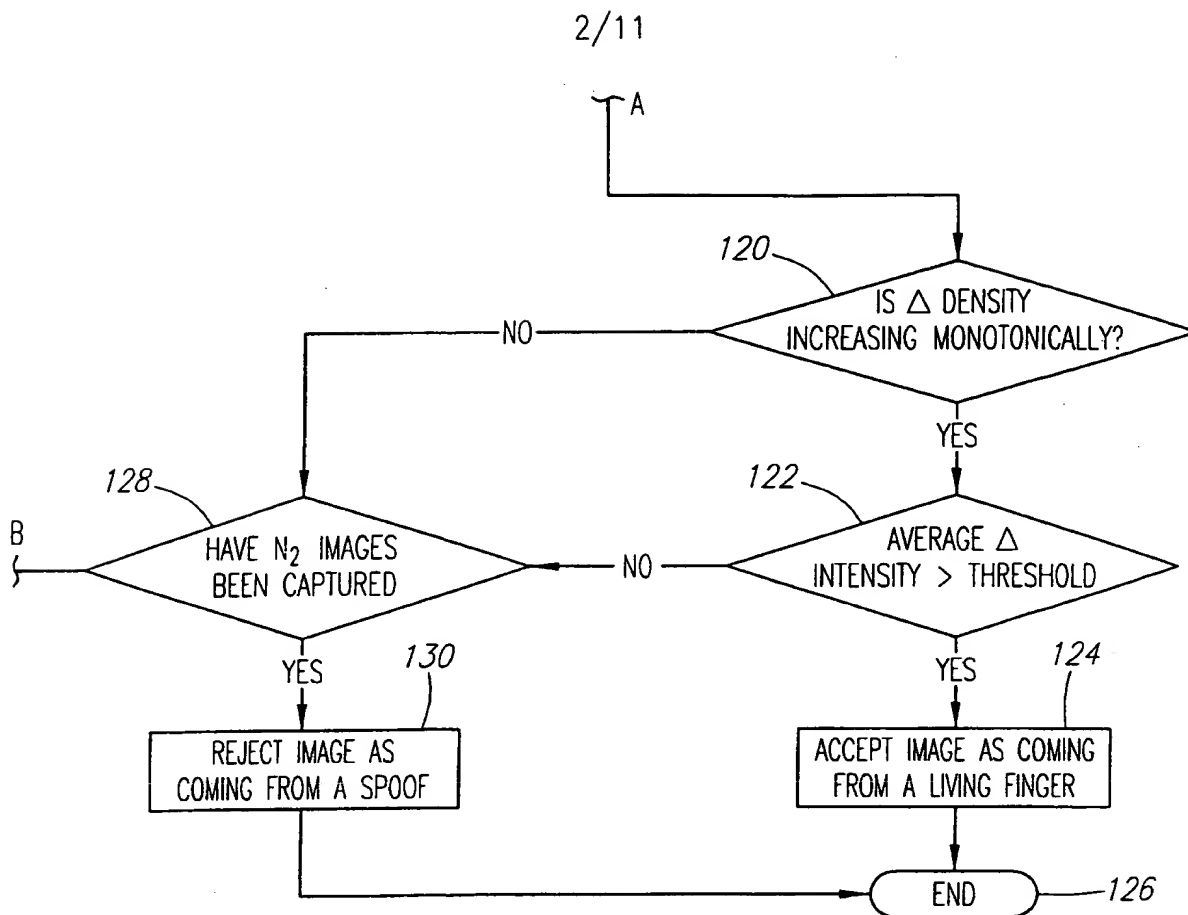 2/11
A
120
IS △ DENSITY
INCREASING MONOTONICALLY?
NO
YES
128
122
B
HAVE N₂ IMAGES
BEEN CAPTURED
NO
AVERAGE △
INTENSITY > THRESHOLD
YES
130
YES
124
REJECT IMAGE AS
COMING FROM A SPOOF
ACCEPT IMAGE AS COMING
FROM A LIVING FINGER
END
126